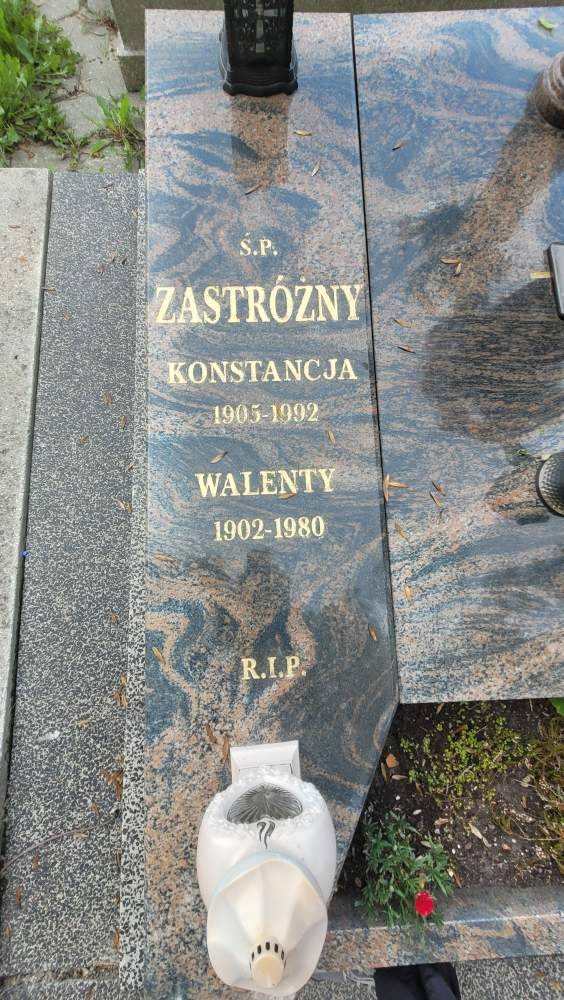 Ś.P.
ZASTRÓŻNY
KONSTANCJA
1905-1992
WALENTY
1902-1980
R.I.P.